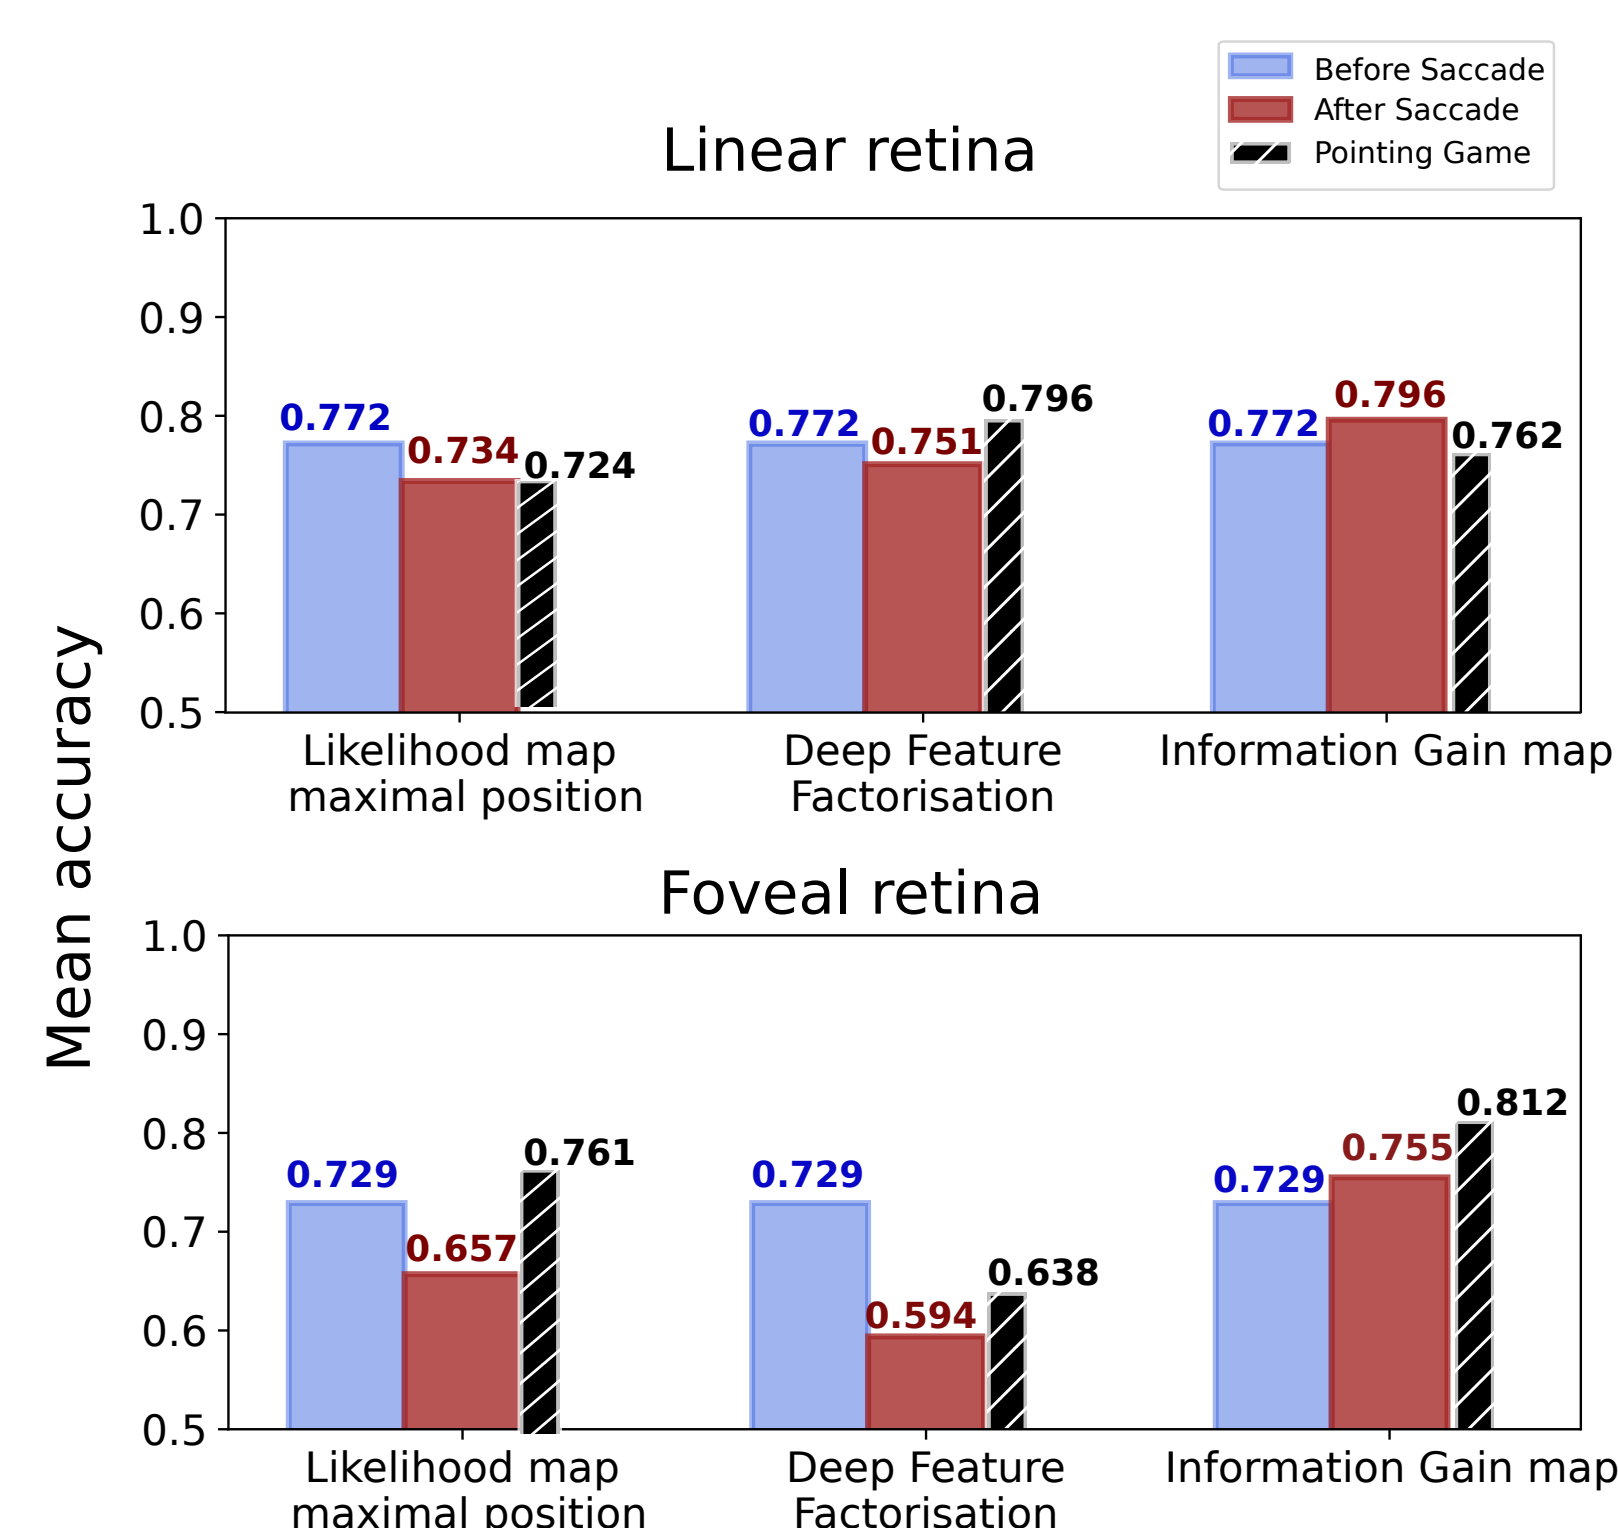 Before Saccade
After Saccade
Pointing Game
Linear retina
Mean accuracy
1.0
0.9
0.8
0.7
0.6
0.5
0.772
0.734
0.724
0.772
0.751
0.796
0.772
0.796
0.762
Likelihood map
maximal position
Deep Feature
Factorisation
Information Gain map
Foveal retina
1.0
0.9
0.8
0.7
0.6
0.5
0.729
0.657
0.761
0.729
0.594
0.638
0.729
0.755
0.812
Likelihood map
maximal position
Deep Feature
Factorisation
Information Gain map